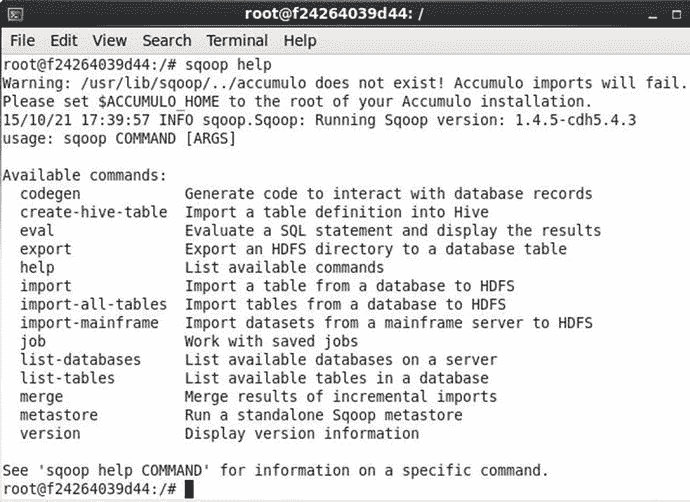 root@f24264039d44: /
File Edit View Search Terminal Help
root@f24264039d44:/# sqoop help
Warning: /usr/lib/sqoop/../accumulo does not exist! Accumulo imports will fail.
Please set $ACCUMULO_HOME to the root of your Accumulo installation.
15/10/21 17:39:57 INFO sqoop.Sqoop: Running Sqoop version: 1.4.5-cdh5.4.3
usage: sqoop COMMAND [ARGS]

Available commands:
  codegen            Generate code to interact with database records
  create-hive-table  Import a table definition into Hive
  eval               Evaluate a SQL statement and display the results
  export             Export an HDFS directory to a database table
  help               List available commands
  import             Import a table from a database to HDFS
  import-all-tables  Import tables from a database to HDFS
  import-mainframe   Import datasets from a mainframe server to HDFS
  job                Work with saved jobs
  list-databases     List available databases on a server
  list-tables        List available tables in a database
  merge              Merge results of incremental imports
  metastore          Run a standalone Sqoop metastore
  version            Display version information

See 'sqoop help COMMAND' for information on a specific command.
root@f24264039d44:/#